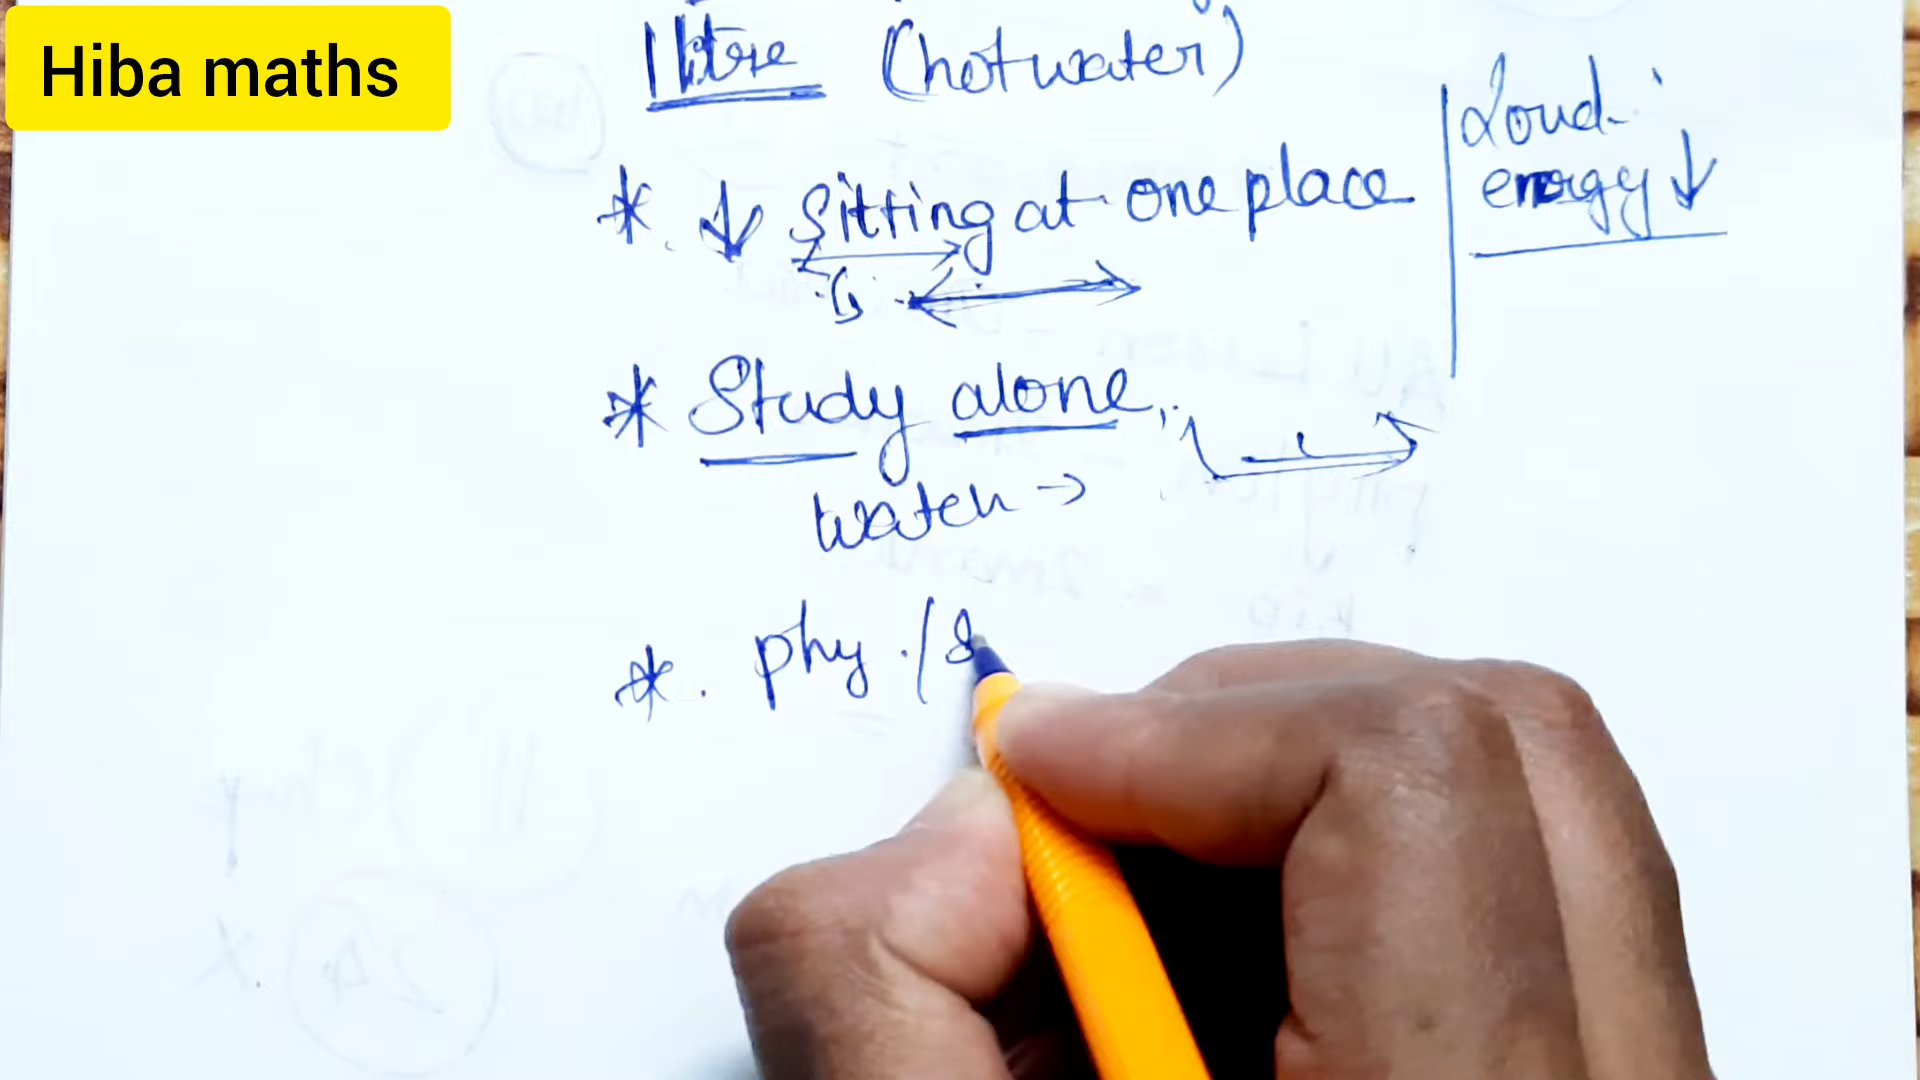 Hiba maths
1 litre (hot water)
Loud
energy ↓
* ↓ Sitting at one place
* Study alone,
water →
* . phy . /